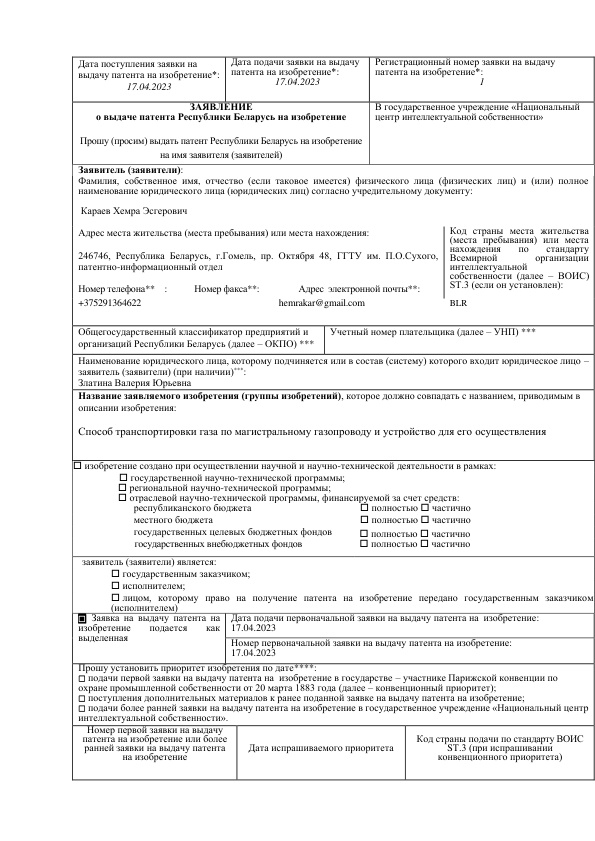 Дата поступления заявки на
выдачу патента на изобретение*:
17.04.2023
Дата подачи заявки на выдачу
патента на изобретение*:
17.04.2023
Регистрационный номер заявки на выдачу
патента на изобретение*:
1
ЗАЯВЛЕНИЕ
о выдаче патента Республики Беларусь на изобретение
Прошу (просим) выдать патент Республики Беларусь на изобретение
на имя заявителя (заявителей)
В государственное учреждение «Национальный
центр интеллектуальной собственности»
Заявитель (заявители):
Фамилия, собственное имя, отчество (если таковое имеется) физического лица (физических лиц) и (или) полное
наименование юридического лица (юридических лиц) согласно учредительному документу:
Караев Хемра Эсгерович
Адрес места жительства (места пребывания) или места нахождения:
246746, Республика Беларусь, г.Гомель, пр. Октября 48, ГГТУ им. П.О.Сухого,
патентно-информационный отдел
Номер телефона** : Номер факса**: Адрес электронной почты**:
+375291364622 hemrakar@gmail.com
Код страны места жительства
(места пребывания) или места
нахождения по стандарту
Всемирной организации
интеллектуальной
собственности (далее – ВОИС)
ST.3 (если он установлен):
BLR
Общегосударственный классификатор предприятий и
организаций Республики Беларусь (далее – ОКПО) ***
Учетный номер плательщика (далее – УНП) ***
Наименование юридического лица, которому подчиняется или в состав (систему) которого входит юридическое лицо –
заявитель (заявители) (при наличии)***:
Златина Валерия Юрьевна
Название заявляемого изобретения (группы изобретений), которое должно совпадать с названием, приводимым в
описании изобретения:
Способ транспортировки газа по магистральному газопроводу и устройство для его осуществления
☐ изобретение создано при осуществлении научной и научно-технической деятельности в рамках:
☐ государственной научно-технической программы;
☐ региональной научно-технической программы;
☐ отраслевой научно-технической программы, финансируемой за счет средств:
республиканского бюджета ☐ полностью ☐ частично
местного бюджета ☐ полностью ☐ частично
государственных целевых бюджетных фондов ☐ полностью ☐ частично
государственных внебюджетных фондов ☐ полностью ☐ частично
заявитель (заявители) является:
☐ государственным заказчиком;
☐ исполнителем;
☐ лицом, которому право на получение патента на изобретение передано государственным заказчиком
(исполнителем)
▣ Заявка на выдачу патента на
изобретение подается как
выделенная
Дата подачи первоначальной заявки на выдачу патента на изобретение:
17.04.2023
Номер первоначальной заявки на выдачу патента на изобретение:
17.04.2023
Прошу установить приоритет изобретения по дате****:
☐ подачи первой заявки на выдачу патента на изобретение в государстве – участнике Парижской конвенции по
охране промышленной собственности от 20 марта 1883 года (далее – конвенционный приоритет);
☐ поступления дополнительных материалов к ранее поданной заявке на выдачу патента на изобретение;
☐ подачи более ранней заявки на выдачу патента на изобретение в государственное учреждение «Национальный центр
интеллектуальной собственности».
Номер первой заявки на выдачу
патента на изобретение или более
ранней заявки на выдачу патента
на изобретение
Дата испрашиваемого приоритета
Код страны подачи по стандарту ВОИС
ST.3 (при испрашивании
конвенционного приоритета)